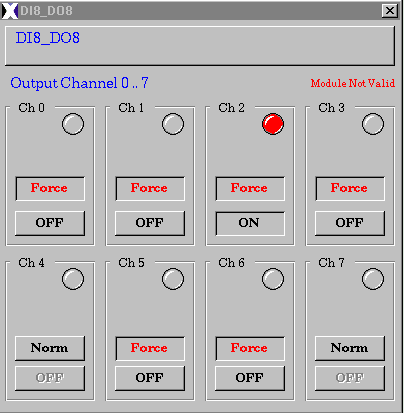 DI8_DO8
DI8_DO8
Output Channel 0 .. 7
Module Not Valid
Ch 0 Ch 1 Ch 2 Ch 3
Force Force Force Force
OFF OFF ON OFF
Ch 4 Ch 5 Ch 6 Ch 7
Norm Force Force Norm
OFF OFF OFF OFF